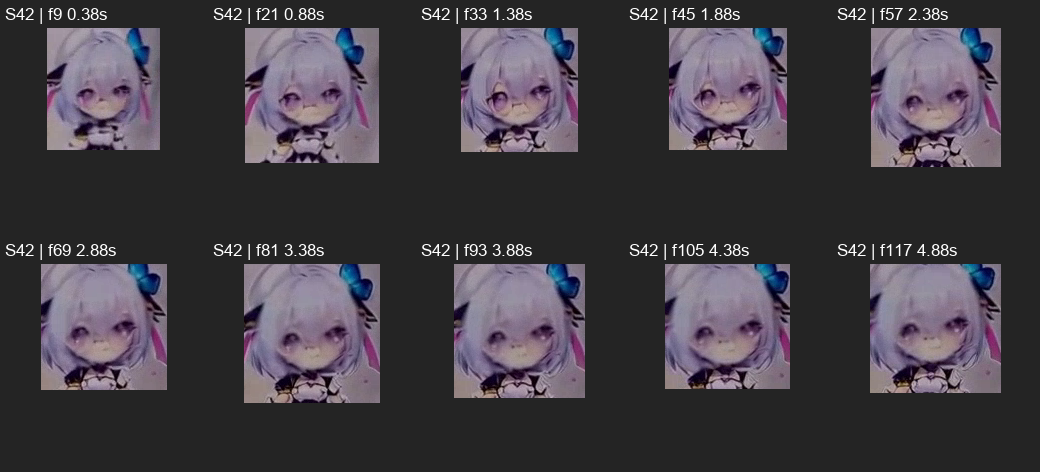 S42 | f9 0.38s
S42 | f21 0.88s
S42 | f33 1.38s
S42 | f45 1.88s
S42 | f57 2.38s
S42 | f69 2.88s
S42 | f81 3.38s
S42 | f93 3.88s
S42 | f105 4.38s
S42 | f117 4.88s